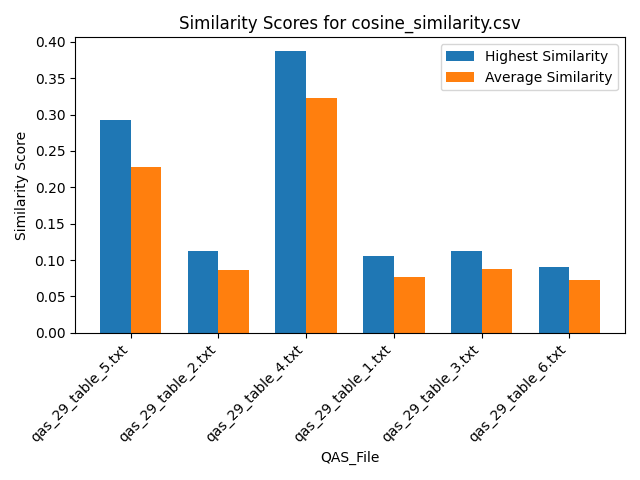 Similarity Scores for cosine_similarity.csv
Highest Similarity
Average Similarity
Similarity Score
0.40
0.35
0.30
0.25
0.20
0.15
0.10
0.05
0.00
qas_29_table_5.txt
qas_29_table_2.txt
qas_29_table_4.txt
qas_29_table_1.txt
qas_29_table_3.txt
qas_29_table_6.txt
QAS_File